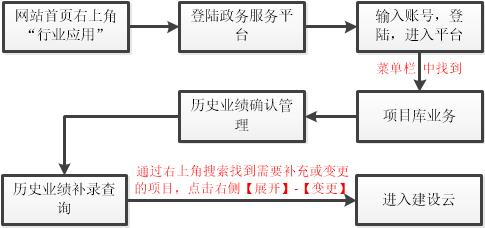 网站首页右上角
“行业应用”
登陆政务服务平
台
输入账号，登
陆，进入平台
菜单栏 中找到
项目库业务
历史业绩确认管
理
历史业绩补录查
询
通过右上角搜索找到需要补充或变更
的项目，点击右侧【展开】-【变更】
进入建设云